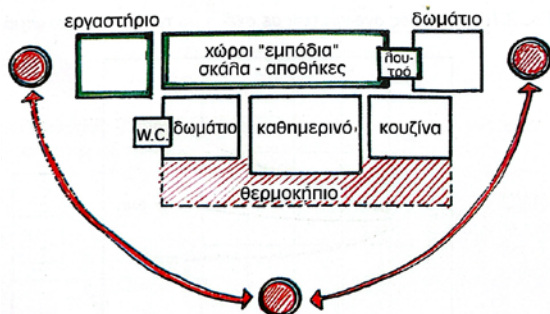 εργαστήριο
δωμάτιο
χώροι "εμπόδια"
σκάλα - αποθήκες
λου-
τρό
W.C.
δωμάτιο
καθημερινό
κουζίνα
θερμοκήπιο